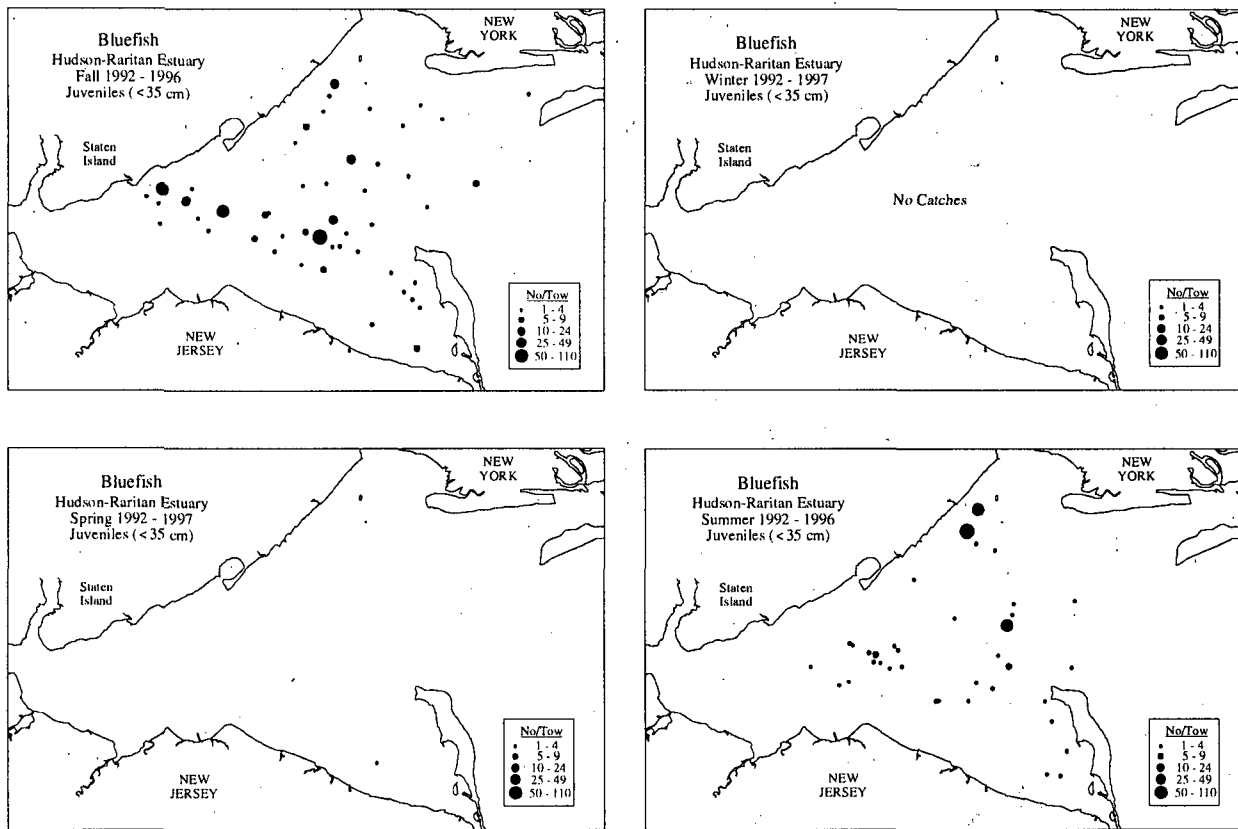 Bluefish
Hudson-Raritan Estuary
Fall 1992 - 1996
Juveniles (<35 cm)
NEW
YORK
Staten
Island
NEW
JERSEY
No/Tow
1 - 4
5 - 9
10 - 24
25 - 49
50 - 110
Bluefish
Hudson-Raritan Estuary
Winter 1992 - 1997
Juveniles (<35 cm)
NEW
YORK
Staten
Island
No Catches
NEW
JERSEY
No/Tow
1 - 4
5 - 9
10 - 24
25 - 49
50 - 110
Bluefish
Hudson-Raritan Estuary
Spring 1992 - 1997
Juveniles (<35 cm)
NEW
YORK
Staten
Island
NEW
JERSEY
No/Tow
1 - 4
5 - 9
10 - 24
25 - 49
50 - 110
Bluefish
Hudson-Raritan Estuary
Summer 1992 - 1996
Juveniles (<35 cm)
NEW
YORK
Staten
Island
NEW
JERSEY
No/Tow
1 - 4
5 - 9
10 - 24
25 - 49
50 - 110